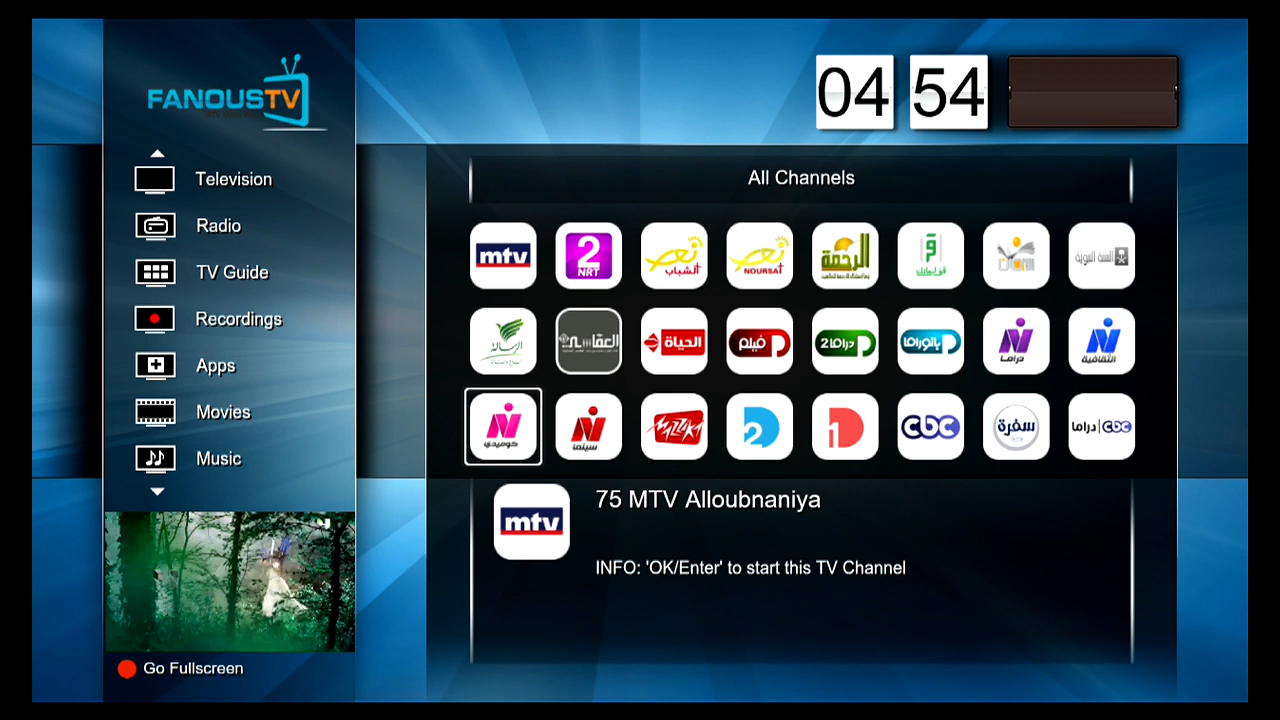 FANOUSTV
04 54
Television
Radio
TV Guide
Recordings
Apps
Movies
Music
Go Fullscreen
All Channels
mtv
2
NRT
الشباب
NOURSAT
الرحمة
السنة النبوية
الرسالة
الحياة
فيلم
دراما 2
بانوراما
دراما
الثقافية
كوميدي
سينما
MAZZIKA
2
1
cbc
سفرة
cbc
دراما | cbc
mtv
75 MTV Alloubnaniya
INFO: 'OK/Enter' to start this TV Channel